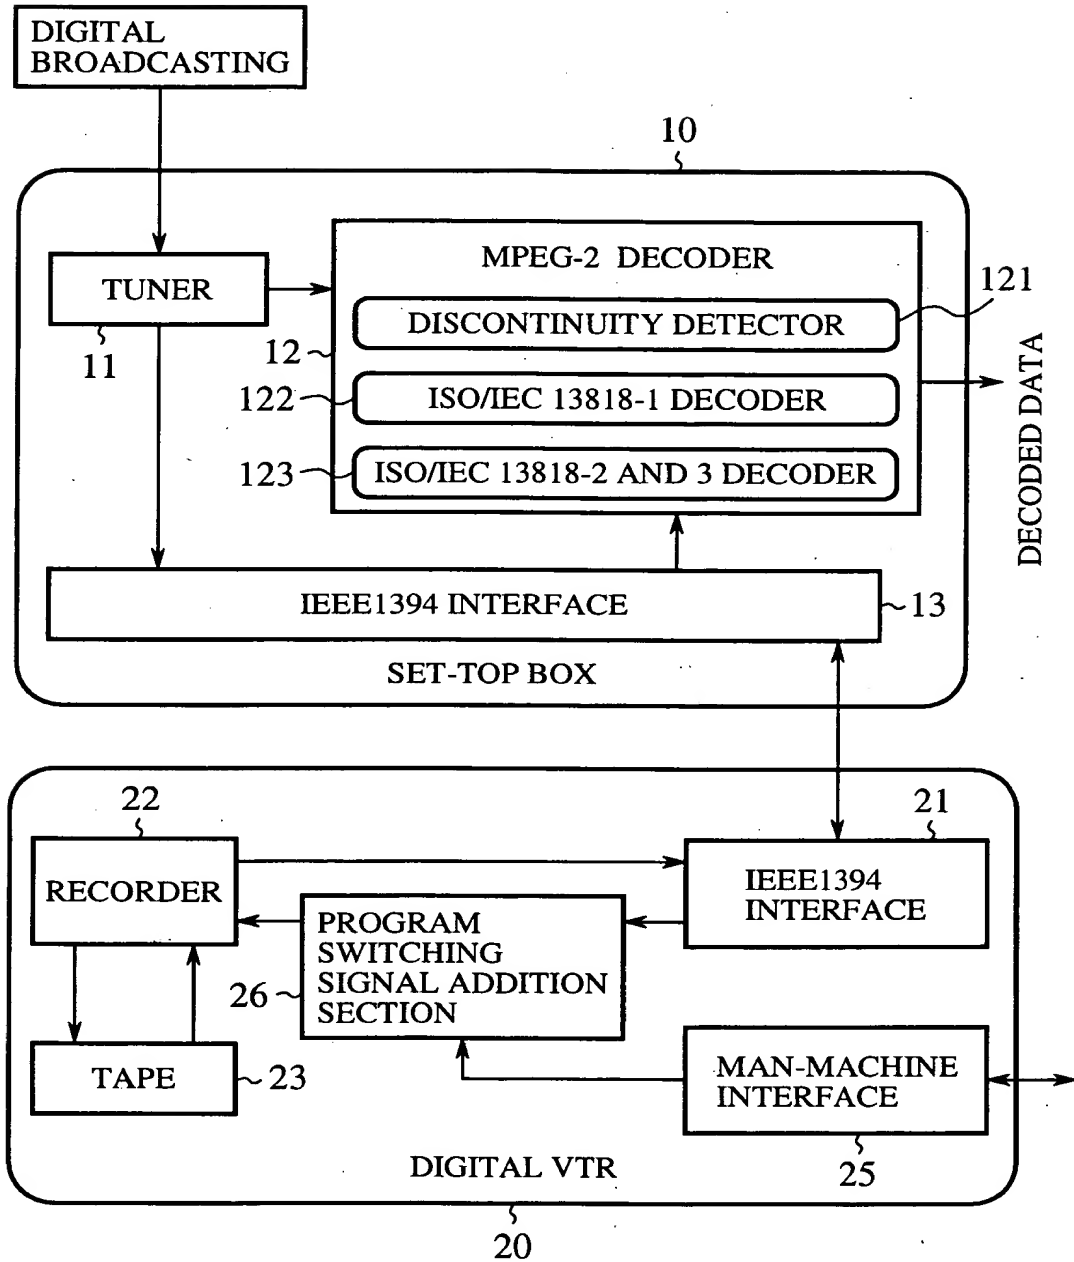 DIGITAL
BROADCASTING
10
MPEG-2 DECODER
TUNER
11
12
DISCONTINUITY DETECTOR
121
122
ISO/IEC 13818-1 DECODER
123
ISO/IEC 13818-2 AND 3 DECODER
DECODED DATA
IEEE1394 INTERFACE
13
SET-TOP BOX
22
21
RECORDER
IEEE1394
INTERFACE
PROGRAM
SWITCHING
SIGNAL ADDITION
SECTION
26
TAPE
23
MAN-MACHINE
INTERFACE
25
DIGITAL VTR
20